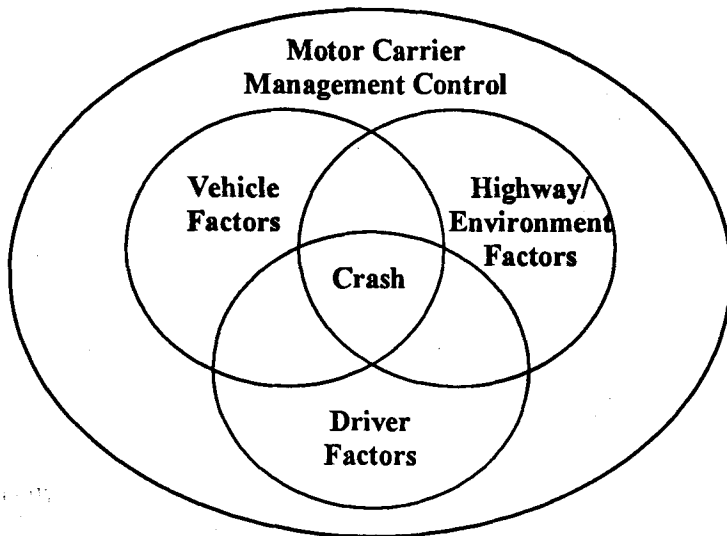 Motor Carrier
Management Control
Vehicle
Factors
Highway/
Environment
Factors
Crash
Driver
Factors